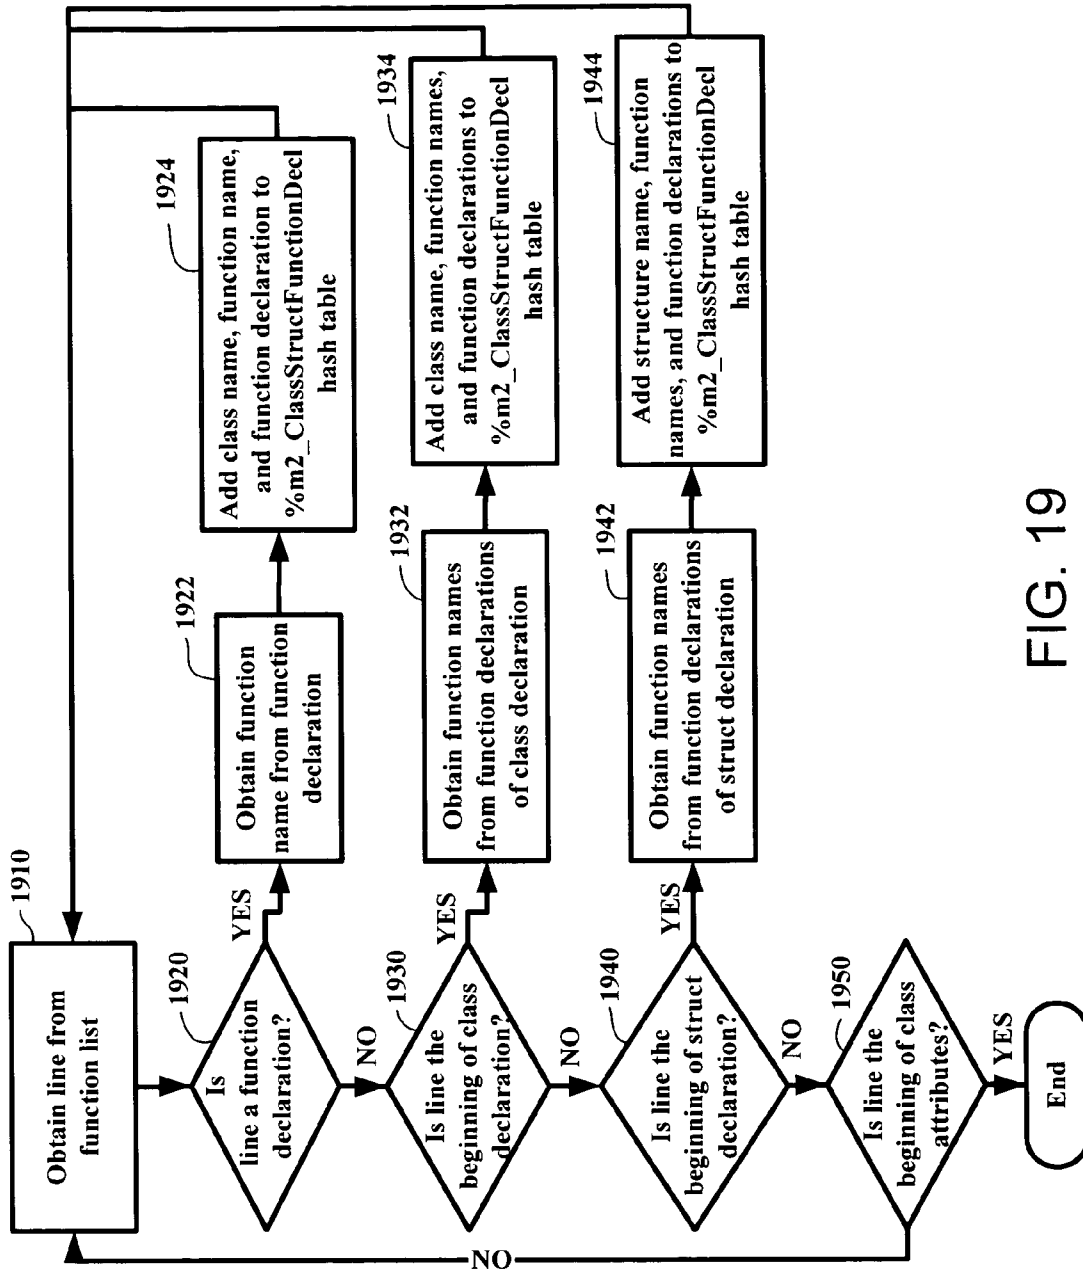 1910
Obtain line from
function list
1920
Is
line a function
declaration?
YES
1922
Obtain function
name from function
declaration
1924
Add class name, function name,
and function declaration to
%m2_ClassStructFunctionDecl
hash table
NO
1930
Is line the
beginning of class
declaration?
YES
1932
Obtain function names
from function declarations
of class declaration
1934
Add class name, function names,
and function declarations to
%m2_ClassStructFunctionDecl
hash table
NO
1940
Is line the
beginning of struct
declaration?
YES
1942
Obtain function names
from function declarations
of struct declaration
1944
Add structure name, function
names, and function declarations to
%m2_ClassStructFunctionDecl
hash table
NO
1950
Is line the
beginning of class
attributes?
NO
YES
End
FIG. 19